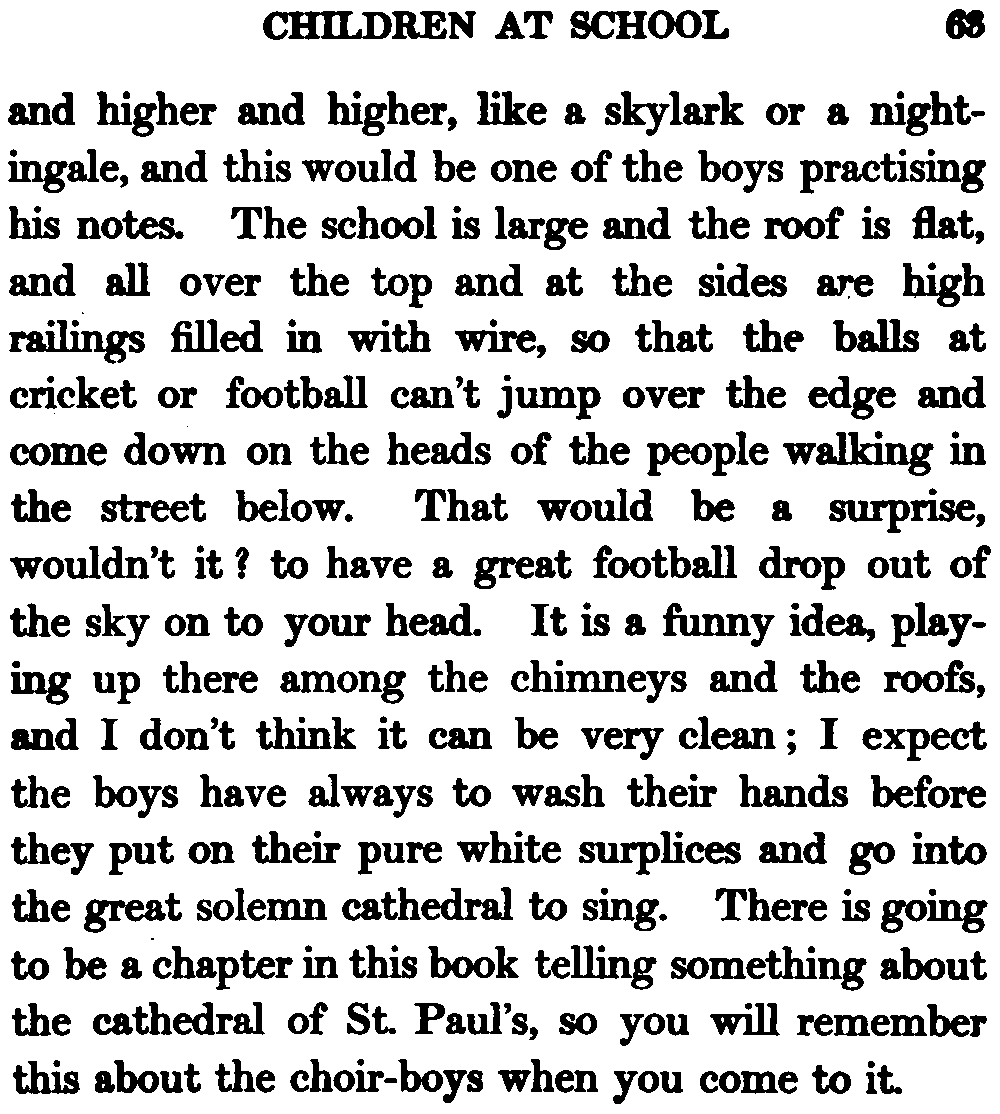 CHILDREN AT SCHOOL 63
and higher and higher, like a skylark or a night-
ingale, and this would be one of the boys practising
his notes. The school is large and the roof is flat,
and all over the top and at the sides are high
railings filled in with wire, so that the balls at
cricket or football can't jump over the edge and
come down on the heads of the people walking in
the street below. That would be a surprise,
wouldn't it? to have a great football drop out of
the sky on to your head. It is a funny idea, play-
ing up there among the chimneys and the roofs,
and I don't think it can be very clean; I expect
the boys have always to wash their hands before
they put on their pure white surplices and go into
the great solemn cathedral to sing. There is going
to be a chapter in this book telling something about
the cathedral of St. Paul's, so you will remember
this about the choir-boys when you come to it.